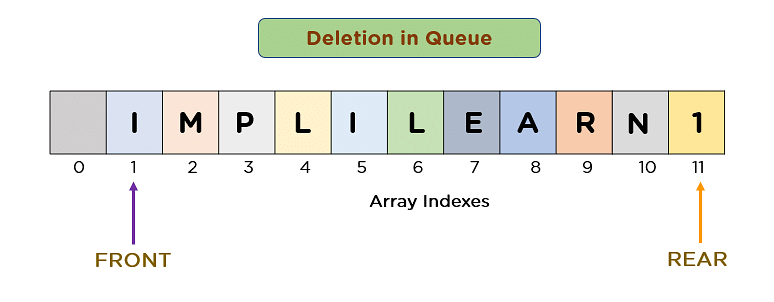 Deletion in Queue
I M P L I L E A R N 1
0 1 2 3 4 5 6 7 8 9 10 11
Array Indexes
FRONT REAR